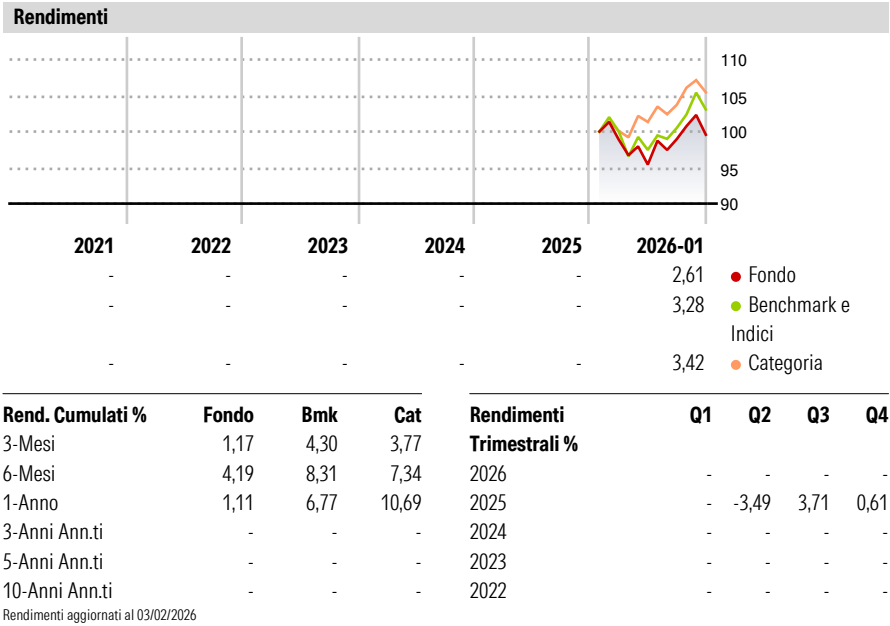 Rendimenti
110
105
100
95
90
2021 2022 2023 2024 2025 2026-01
- - - - - 2,61 Fondo
- - - - - 3,28 Benchmark e
Indici
- - - - - 3,42 Categoria
Rend. Cumulati % Fondo Bmk Cat
3-Mesi 1,17 4,30 3,77
6-Mesi 4,19 8,31 7,34
1-Anno 1,11 6,77 10,69
3-Anni Ann.ti - - -
5-Anni Ann.ti - - -
10-Anni Ann.ti - - -
Rendimenti Q1 Q2 Q3 Q4
Trimestrali %
2026 - - - -
2025 - -3,49 3,71 0,61
2024 - - - -
2023 - - - -
2022 - - - -
Rendimenti aggiornati al 03/02/2026